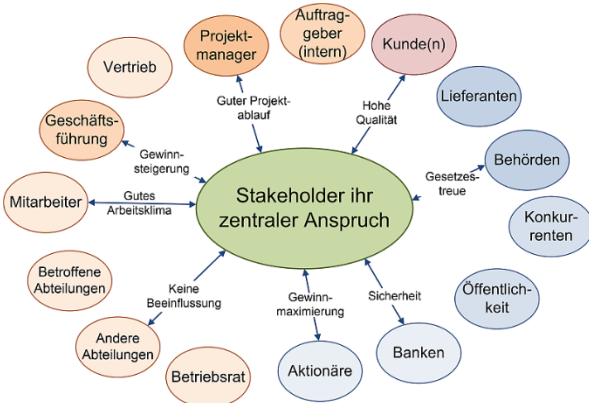 Auftrag-
geber
(intern)
Projekt-
manager
Kunde(n)
Vertrieb
Lieferanten
Guter Projekt-
ablauf
Hohe
Qualität
Geschäfts-
führung
Gewinn-
steigerung
Behörden
Gesetzes-
treue
Stakeholder ihr
zentraler Anspruch
Mitarbeiter
Gutes
Arbeitsklima
Konkur-
renten
Betroffene
Abteilungen
Keine
Beeinflussung
Gewinn-
maximierung
Sicherheit
Öffentlich-
keit
Andere
Abteilungen
Betriebsrat
Aktionäre
Banken